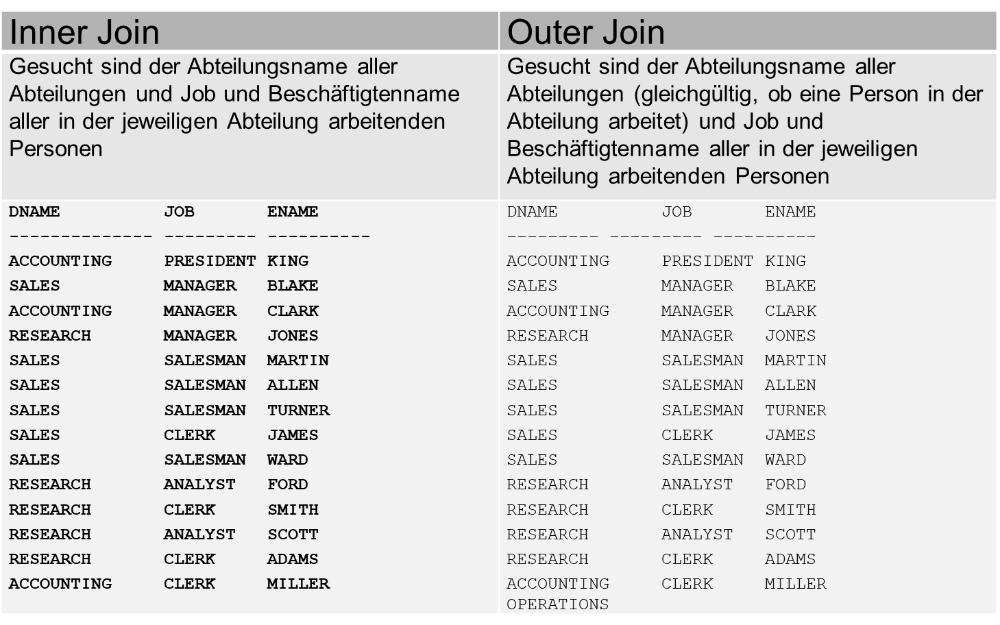 Inner Join
Gesucht sind der Abteilungsname aller
Abteilungen und Job und Beschäftigtenname
aller in der jeweiligen Abteilung arbeitenden
Personen
DNAME JOB ENAME
-------------- --------- ----------
ACCOUNTING PRESIDENT KING
SALES MANAGER BLAKE
ACCOUNTING MANAGER CLARK
RESEARCH MANAGER JONES
SALES SALESMAN MARTIN
SALES SALESMAN ALLEN
SALES SALESMAN TURNER
SALES CLERK JAMES
SALES SALESMAN WARD
RESEARCH ANALYST FORD
RESEARCH CLERK SMITH
RESEARCH ANALYST SCOTT
RESEARCH CLERK ADAMS
ACCOUNTING CLERK MILLER
Outer Join
Gesucht sind der Abteilungsname aller
Abteilungen (gleichgültig, ob eine Person in der
Abteilung arbeitet) und Job und
Beschäftigtenname aller in der jeweiligen
Abteilung arbeitenden Personen
DNAME JOB ENAME
--------- --------- ----------
ACCOUNTING PRESIDENT KING
SALES MANAGER BLAKE
ACCOUNTING MANAGER CLARK
RESEARCH MANAGER JONES
SALES SALESMAN MARTIN
SALES SALESMAN ALLEN
SALES SALESMAN TURNER
SALES CLERK JAMES
SALES SALESMAN WARD
RESEARCH ANALYST FORD
RESEARCH CLERK SMITH
RESEARCH ANALYST SCOTT
RESEARCH CLERK ADAMS
ACCOUNTING CLERK MILLER
OPERATIONS